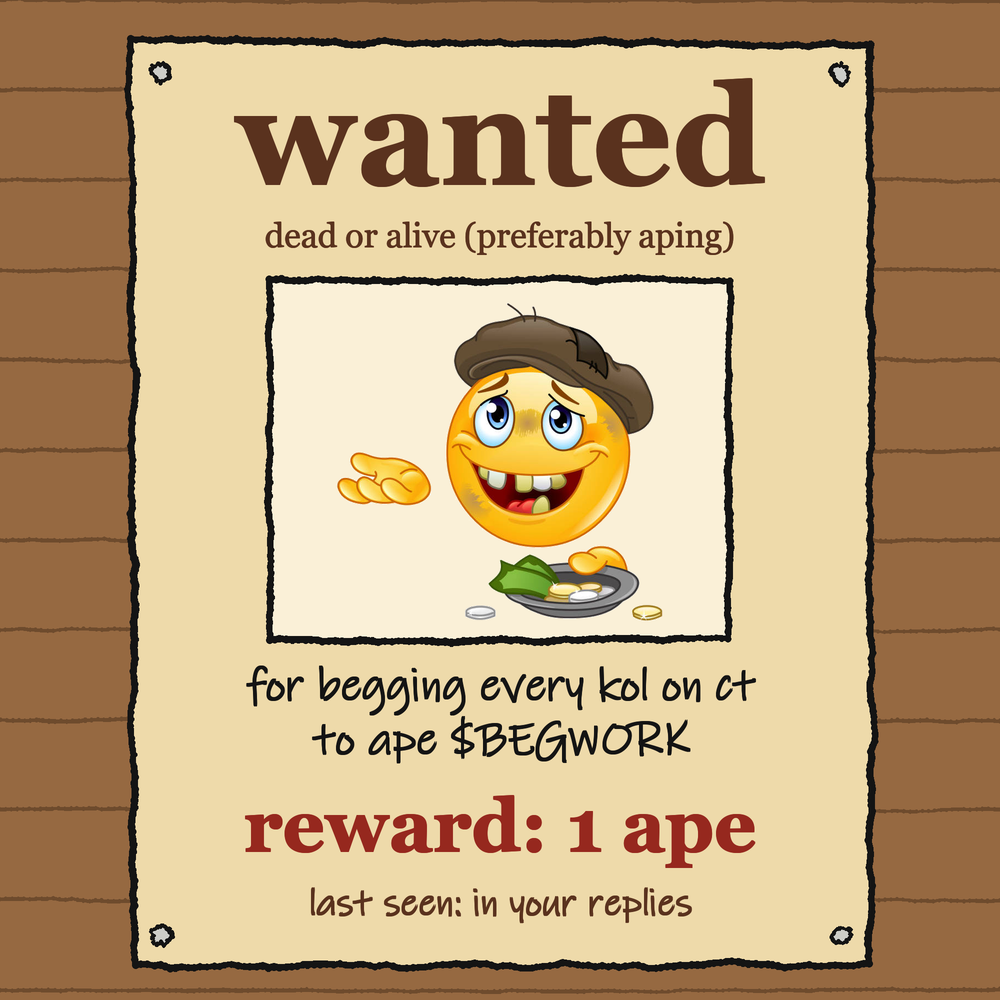 wanted
dead or alive (preferably aping)
for begging every kol on ct
to ape $BEGWORK
reward: 1 ape
last seen: in your replies